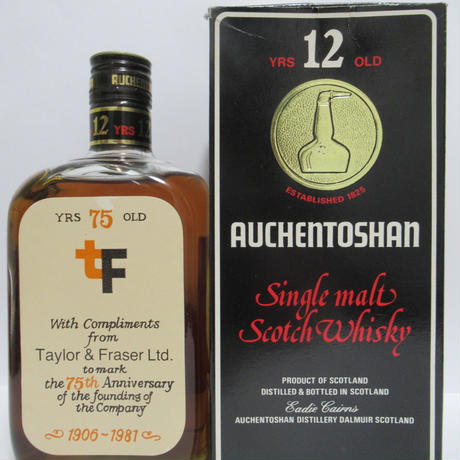 AUCHENTOSHAN
12 YRS 12
YRS 75 OLD
tF
With Compliments
from
Taylor & Fraser Ltd.
to mark
the 75th Anniversary
of the founding of
the Company
1906-1981
YRS 12 OLD
ESTABLISHED 1825
AUCHENTOSHAN
Single malt
Scotch Whisky
PRODUCT OF SCOTLAND
DISTILLED & BOTTLED IN SCOTLAND
Eadie Cairns
AUCHENTOSHAN DISTILLERY DALMUIR SCOTLAND